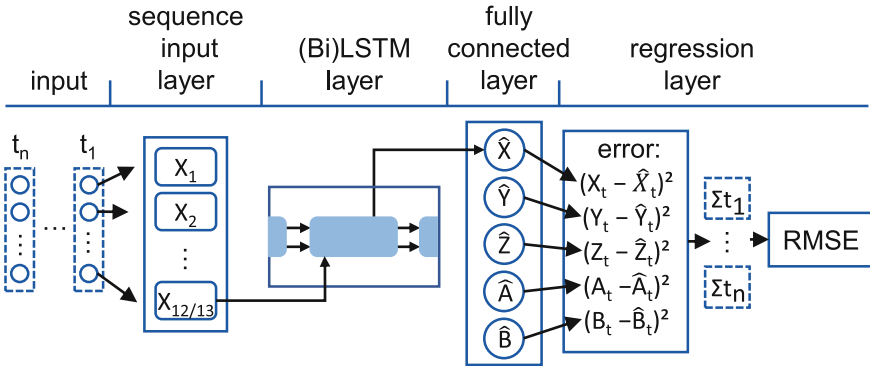 input
sequence
input
layer
(Bi)LSTM
layer
fully
connected
layer
regression
layer
tₙ
t₁
...
⋮
⋮
X₁
X₂
⋮
X₁₂/₁₃
X̂
Ŷ
Ẑ
Â
B̂
error:
(Xₜ − X̂ₜ)²
(Yₜ − Ŷₜ)²
(Zₜ − Ẑₜ)²
(Aₜ − Âₜ)²
(Bₜ − B̂ₜ)²
Σt₁
⋮
Σtₙ
RMSE